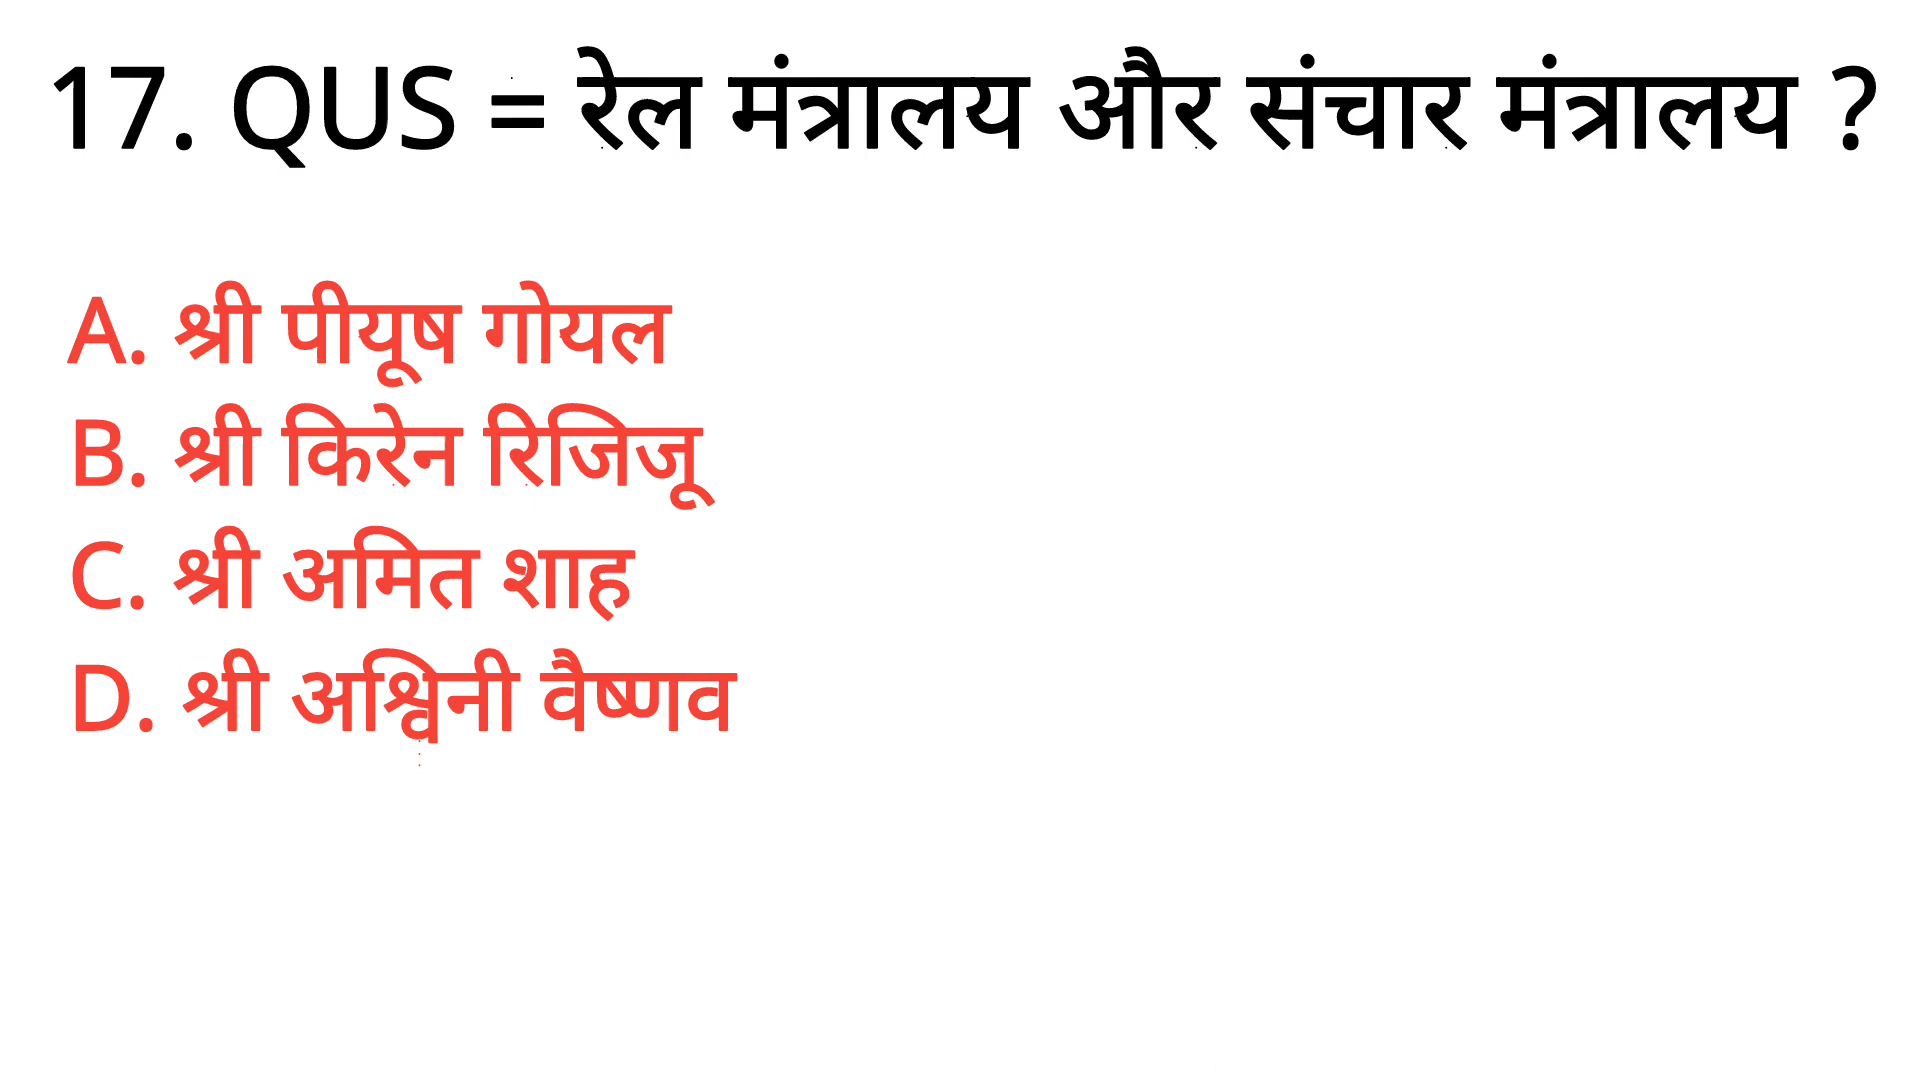 17. QUS = रेल मंत्रालय और संचार मंत्रालय ?
A. श्री पीयूष गोयल
B. श्री किरेन रिजिजू
C. श्री अमित शाह
D. श्री अश्विनी वैष्णव